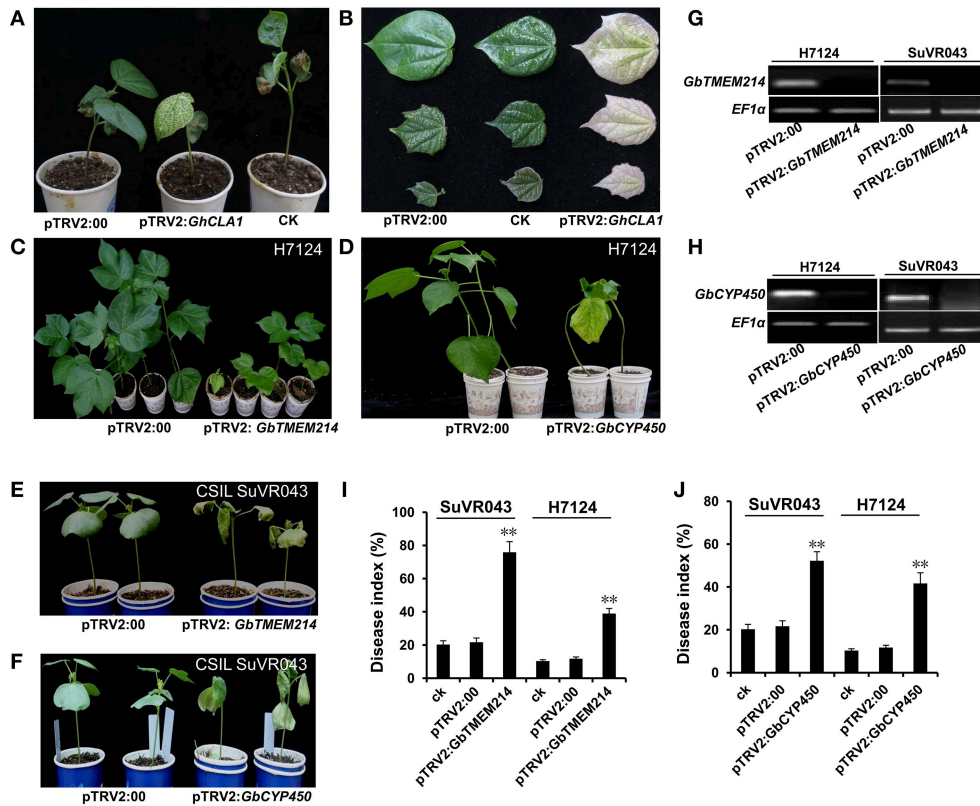 A
pTRV2:00 pTRV2:GhCLA1 CK
B
pTRV2:00 CK pTRV2:GhCLA1
C
H7124
pTRV2:00 pTRV2: GbTMEM214
D
H7124
pTRV2:00 pTRV2:GbCYP450
E
CSIL SuVR043
pTRV2:00 pTRV2: GbTMEM214
F
CSIL SuVR043
pTRV2:00 pTRV2:GbCYP450
G
H7124 SuVR043
GbTMEM214
EF1α
pTRV2:00
pTRV2:GbTMEM214
pTRV2:00
pTRV2:GbTMEM214
H
H7124 SuVR043
GbCYP450
EF1α
pTRV2:00
pTRV2:GbCYP450
pTRV2:00
pTRV2:GbCYP450
I
SuVR043 H7124
Disease index (%)
100
80
60
40
20
0
**
**
ck
pTRV2:00
pTRV2:GbTMEM214
ck
pTRV2:00
pTRV2:GbTMEM214
J
SuVR043 H7124
Disease index (%)
80
60
40
20
0
**
**
ck
pTRV2:00
pTRV2:GbCYP450
ck
pTRV2:00
pTRV2:GbCYP450